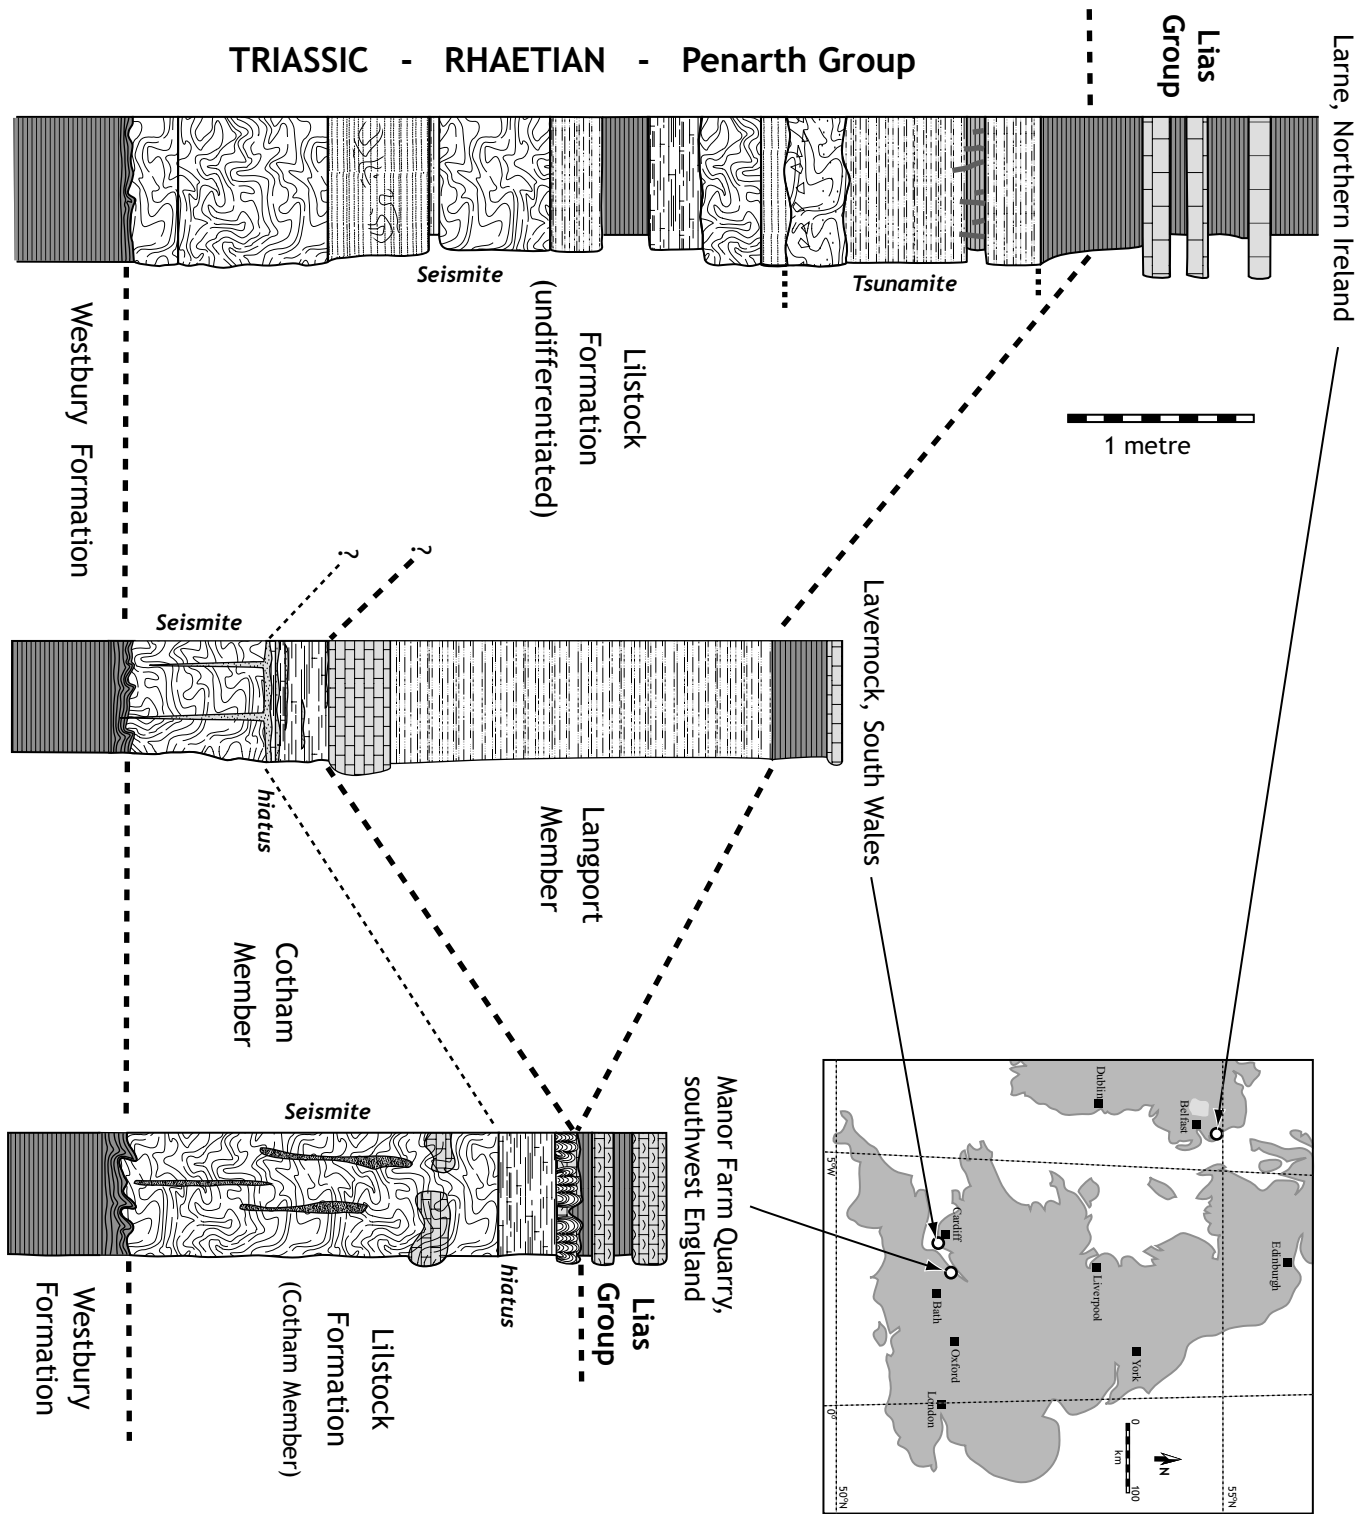 TRIASSIC - RHAETIAN - Penarth Group
Lias
Group
Larne, Northern Ireland
Seismite
Tsunamite
Westbury Formation
Lilstock
Formation
(undifferentiated)
1 metre
?
?
Seismite
Lavernock, South Wales
hiatus
Langport
Member
Cotham
Member
Seismite
Manor Farm Quarry,
southwest England
hiatus
Lias
Group
Westbury
Formation
Lilstock
Formation
(Cotham Member)
Dublin
Belfast
5°W
Cardiff
Edinburgh
Liverpool
Bath
York
Oxford
London
0°
0
km
100
N
50°N
55°N